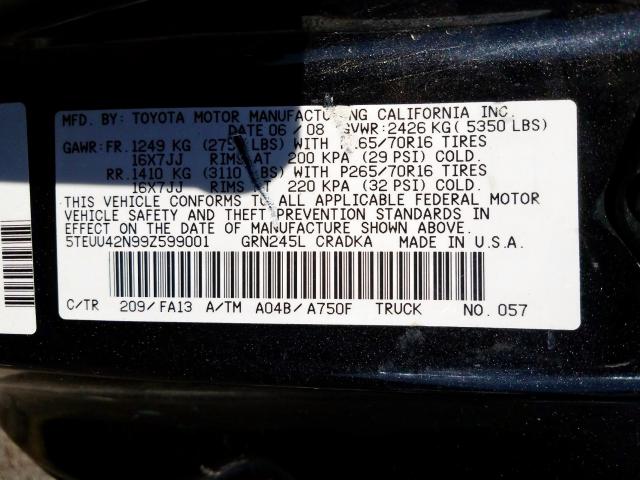 MFD. BY: TOYOTA MOTOR MANUFACTURING CALIFORNIA INC.
DATE 06/08 GVWR: 2426 KG( 5350 LBS)
GAWR:FR. 1249 KG LBS) WITH TIRES
16X7JJ RIMS AT 200 KPA (29 PSI) COLD.
RR. 1410 KG (3110 LBS) WITH P265/70R16 TIRES
16X7JJ RIMS AT 220 KPA (32 PSI) COLD.
THIS VEHICLE CONFORMS TO ALL APPLICABLE FEDERAL MOTOR
VEHICLE SAFETY AND THEFT PREVENTION STANDARDS IN
EFFECT ON THE DATE OF MANUFACTURE SHOWN ABOVE.
5TEUU42N99Z599001 GRN245L CRADKA MADE IN U.S.A.
C/TR 209/FA13 A/TM A04B/A750F TRUCK NO. 057